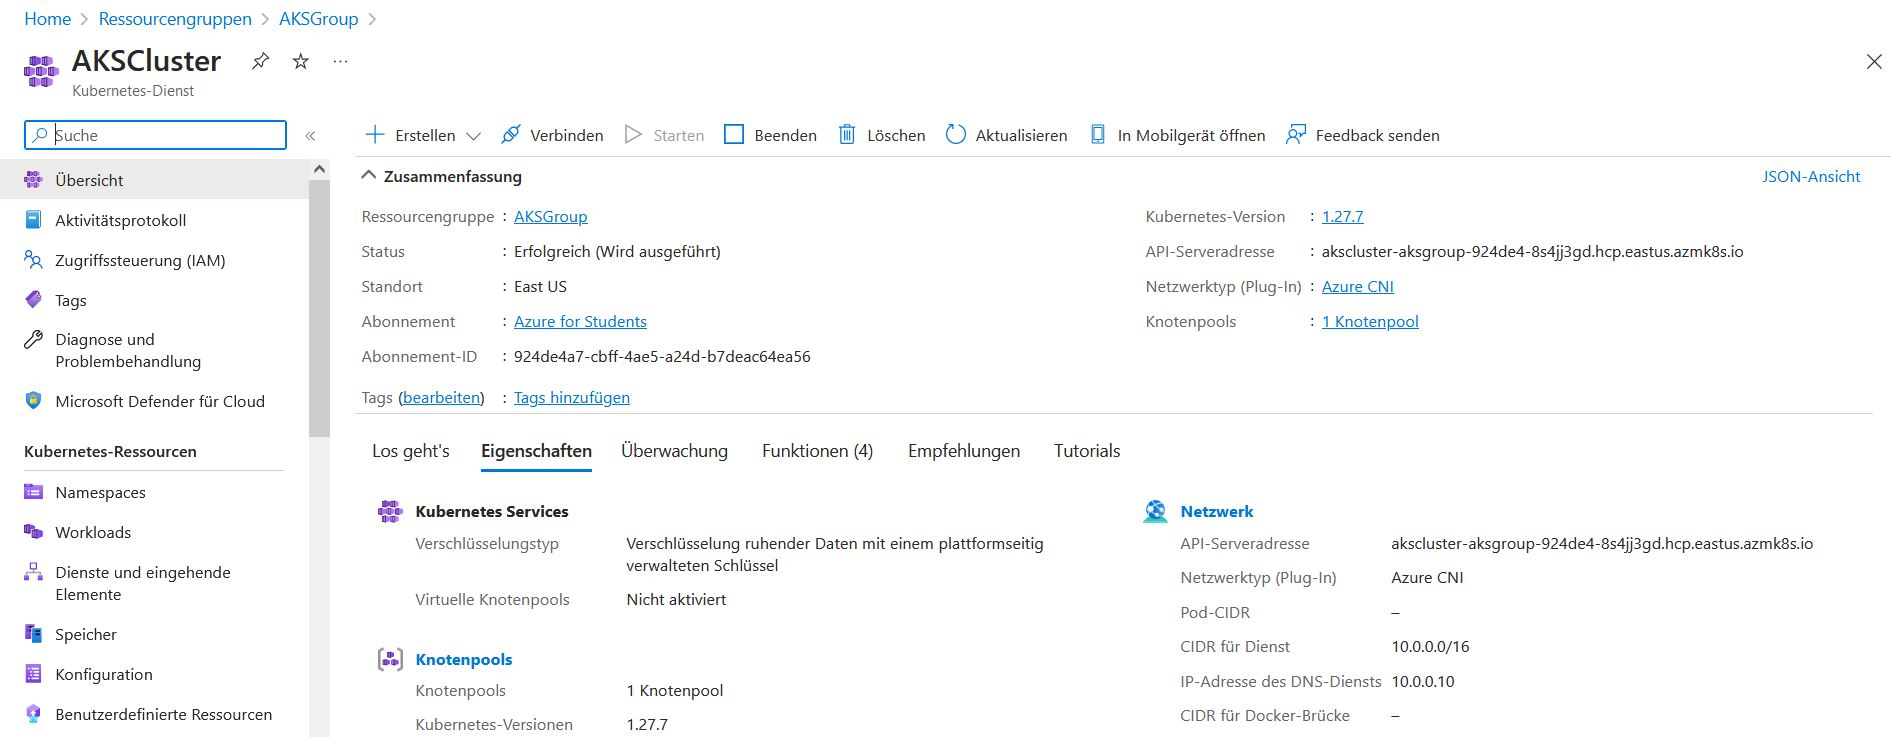 Home > Ressourcengruppen > AKSGroup >
AKSCluster
Kubernetes-Dienst
Suche
Übersicht
Aktivitätsprotokoll
Zugriffssteuerung (IAM)
Tags
Diagnose und
Problembehandlung
Microsoft Defender für Cloud
Kubernetes-Ressourcen
Namespaces
Workloads
Dienste und eingehende
Elemente
Speicher
Konfiguration
Benutzerdefinierte Ressourcen
Erstellen Verbinden Starten Beenden Löschen Aktualisieren In Mobilgerät öffnen Feedback senden
Zusammenfassung JSON-Ansicht
Ressourcengruppe : AKSGroup
Status : Erfolgreich (Wird ausgeführt)
Standort : East US
Abonnement : Azure for Students
Abonnement-ID : 924de4a7-cbff-4ae5-a24d-b7deac64ea56
Tags (bearbeiten) : Tags hinzufügen
Kubernetes-Version : 1.27.7
API-Serveradresse : akscluster-aksgroup-924de4-8s4jj3gd.hcp.eastus.azmk8s.io
Netzwerktyp (Plug-In) : Azure CNI
Knotenpools : 1 Knotenpool
Los geht's Eigenschaften Überwachung Funktionen (4) Empfehlungen Tutorials
Kubernetes Services
Verschlüsselungstyp Verschlüsselung ruhender Daten mit einem plattformseitig
verwalteten Schlüssel
Virtuelle Knotenpools Nicht aktiviert
Knotenpools
Knotenpools 1 Knotenpool
Kubernetes-Versionen 1.27.7
Netzwerk
API-Serveradresse akscluster-aksgroup-924de4-8s4jj3gd.hcp.eastus.azmk8s.io
Netzwerktyp (Plug-In) Azure CNI
Pod-CIDR –
CIDR für Dienst 10.0.0.0/16
IP-Adresse des DNS-Diensts 10.0.0.10
CIDR für Docker-Brücke –